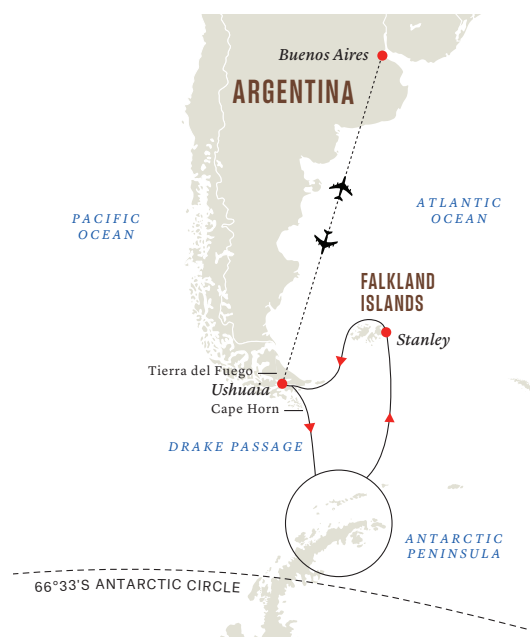 Buenos Aires
ARGENTINA
PACIFIC
OCEAN
ATLANTIC
OCEAN
FALKLAND
ISLANDS
Stanley
Tierra del Fuego
Ushuaia
Cape Horn
DRAKE PASSAGE
ANTARCTIC
PENINSULA
66°33'S ANTARCTIC CIRCLE